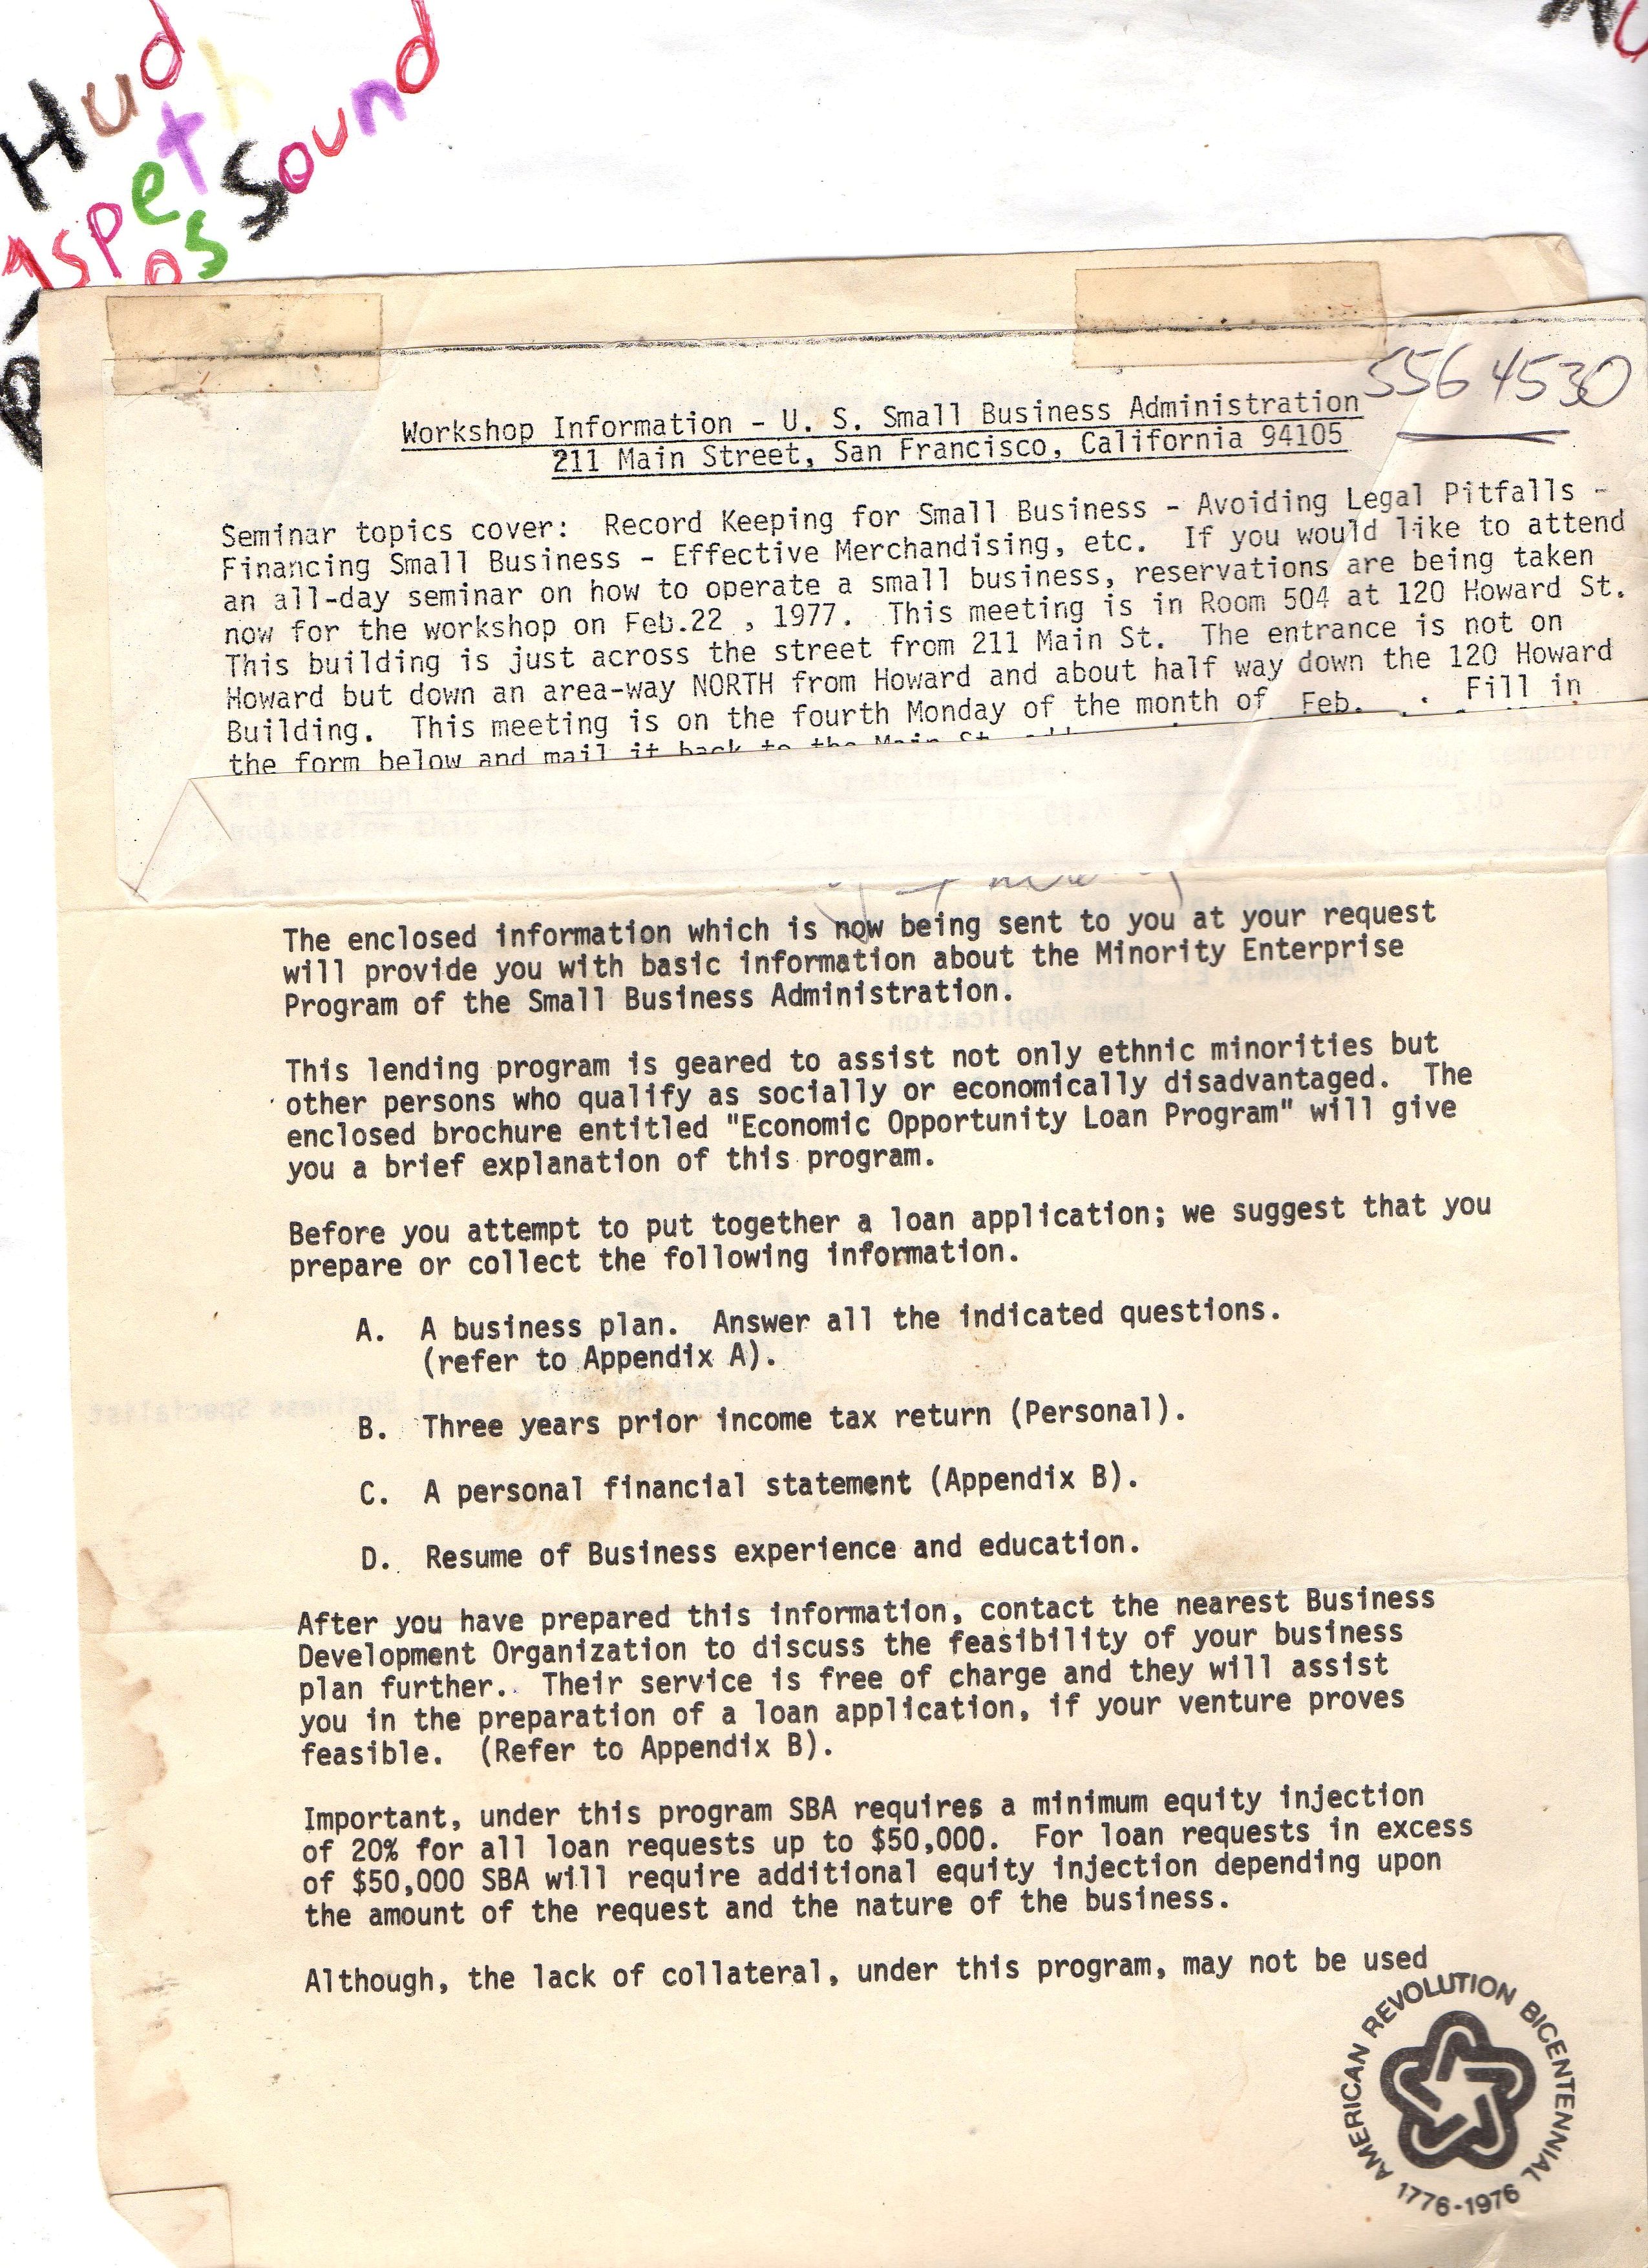 Hud
Sound
5564530
Workshop Information - U. S. Small Business Administration
211 Main Street, San Francisco, California 94105
Seminar topics cover: Record Keeping for Small Business - Avoiding Legal Pitfalls -
Financing Small Business - Effective Merchandising, etc. If you would like to attend
an all-day seminar on how to operate a small business, reservations are being taken
now for the workshop on Feb.22 , 1977. This meeting is in Room 504 at 120 Howard St.
This building is just across the street from 211 Main St. The entrance is not on
Howard but down an area-way NORTH from Howard and about half way down the 120 Howard
Building. This meeting is on the fourth Monday of the month of Feb. . Fill in
the form below and mail it back to the Main St.
The enclosed information which is now being sent to you at your request
will provide you with basic information about the Minority Enterprise
Program of the Small Business Administration.
This lending program is geared to assist not only ethnic minorities but
other persons who qualify as socially or economically disadvantaged. The
enclosed brochure entitled "Economic Opportunity Loan Program" will give
you a brief explanation of this program.
Before you attempt to put together a loan application; we suggest that you
prepare or collect the following information.
A. A business plan. Answer all the indicated questions.
(refer to Appendix A).
B. Three years prior income tax return (Personal).
C. A personal financial statement (Appendix B).
D. Resume of Business experience and education.
After you have prepared this information, contact the nearest Business
Development Organization to discuss the feasibility of your business
plan further. Their service is free of charge and they will assist
you in the preparation of a loan application, if your venture proves
feasible. (Refer to Appendix B).
Important, under this program SBA requires a minimum equity injection
of 20% for all loan requests up to $50,000. For loan requests in excess
of $50,000 SBA will require additional equity injection depending upon
the amount of the request and the nature of the business.
Although, the lack of collateral, under this program, may not be used
AMERICAN REVOLUTION BICENTENNIAL
1776-1976